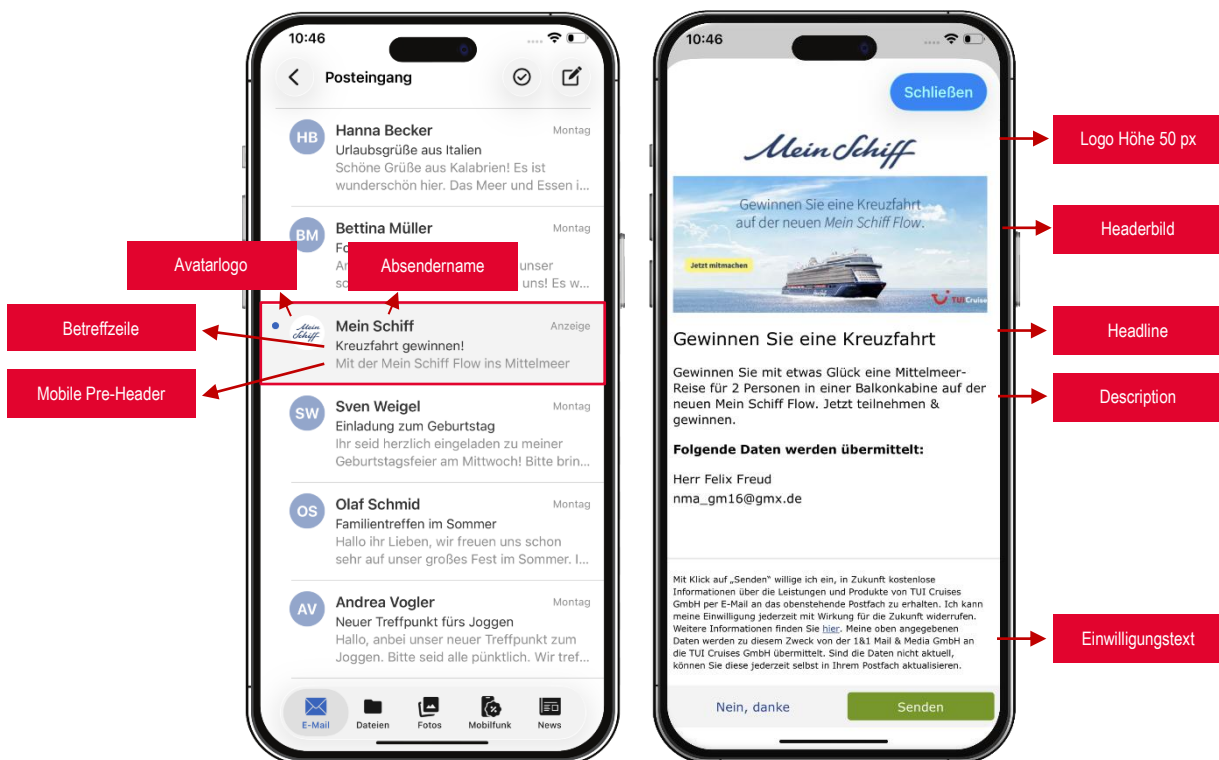 10:46
Posteingang
HB
Hanna Becker
Montag
Urlaubsgrüße aus Italien
Schöne Grüße aus Kalabrien! Es ist
wunderschön hier. Das Meer und Essen i...
BM
Bettina Müller
Montag
Fo
An
unser
sc
uns! Es w...
Avatarlogo
Absendername
Betreffzeile
Mobile Pre-Header
Mein
Schiff
Mein Schiff
Anzeige
Kreuzfahrt gewinnen!
Mit der Mein Schiff Flow ins Mittelmeer
SW
Sven Weigel
Montag
Einladung zum Geburtstag
Ihr seid herzlich eingeladen zu meiner
Geburtstagsfeier am Mittwoch! Bitte brin...
OS
Olaf Schmid
Montag
Familientreffen im Sommer
Hallo ihr Lieben, wir freuen uns schon
sehr auf unser großes Fest im Sommer. I...
AV
Andrea Vogler
Montag
Neuer Treffpunkt fürs Joggen
Hallo, anbei unser neuer Treffpunkt zum
Joggen. Bitte seid alle pünktlich. Wir tref...
E-Mail
Dateien
Fotos
Mobilfunk
News
10:46
Schließen
Mein Schiff
Gewinnen Sie eine Kreuzfahrt
auf der neuen Mein Schiff Flow.
Jetzt mitmachen
TUI Cruise
Gewinnen Sie eine Kreuzfahrt
Gewinnen Sie mit etwas Glück eine Mittelmeer-
Reise für 2 Personen in einer Balkonkabine auf der
neuen Mein Schiff Flow. Jetzt teilnehmen &
gewinnen.
Folgende Daten werden übermittelt:
Herr Felix Freud
nma_gm16@gmx.de
Mit Klick auf „Senden“ willige ich ein, in Zukunft kostenlose
Informationen über die Leistungen und Produkte von TUI Cruises
GmbH per E-Mail an das obenstehende Postfach zu erhalten. Ich kann
meine Einwilligung jederzeit mit Wirkung für die Zukunft widerrufen.
Weitere Informationen finden Sie hier. Meine oben angegebenen
Daten werden zu diesem Zweck von der 1&1 Mail & Media GmbH an
die TUI Cruises GmbH übermittelt. Sind die Daten nicht aktuell,
können Sie diese jederzeit selbst in Ihrem Postfach aktualisieren.
Nein, danke
Senden
Logo Höhe 50 px
Headerbild
Headline
Description
Einwilligungstext